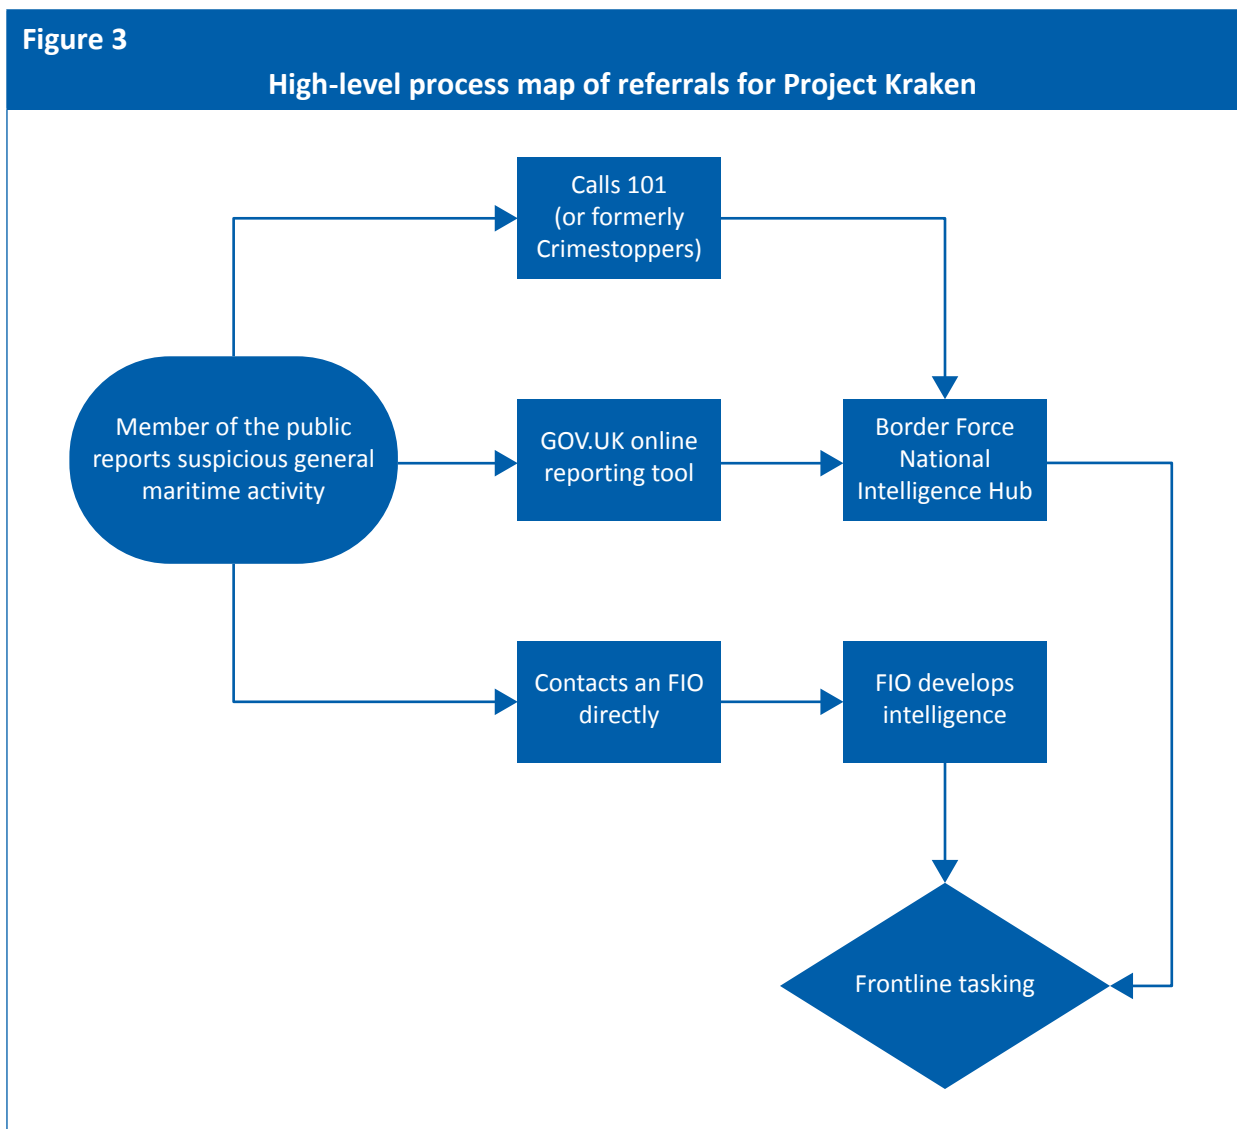 Figure 3
High-level process map of referrals for Project Kraken
Calls 101
(or formerly
Crimestoppers)
Member of the public
reports suspicious general
maritime activity
GOV.UK online
reporting tool
Border Force
National
Intelligence Hub
Contacts an FIO
directly
FIO develops
intelligence
Frontline tasking